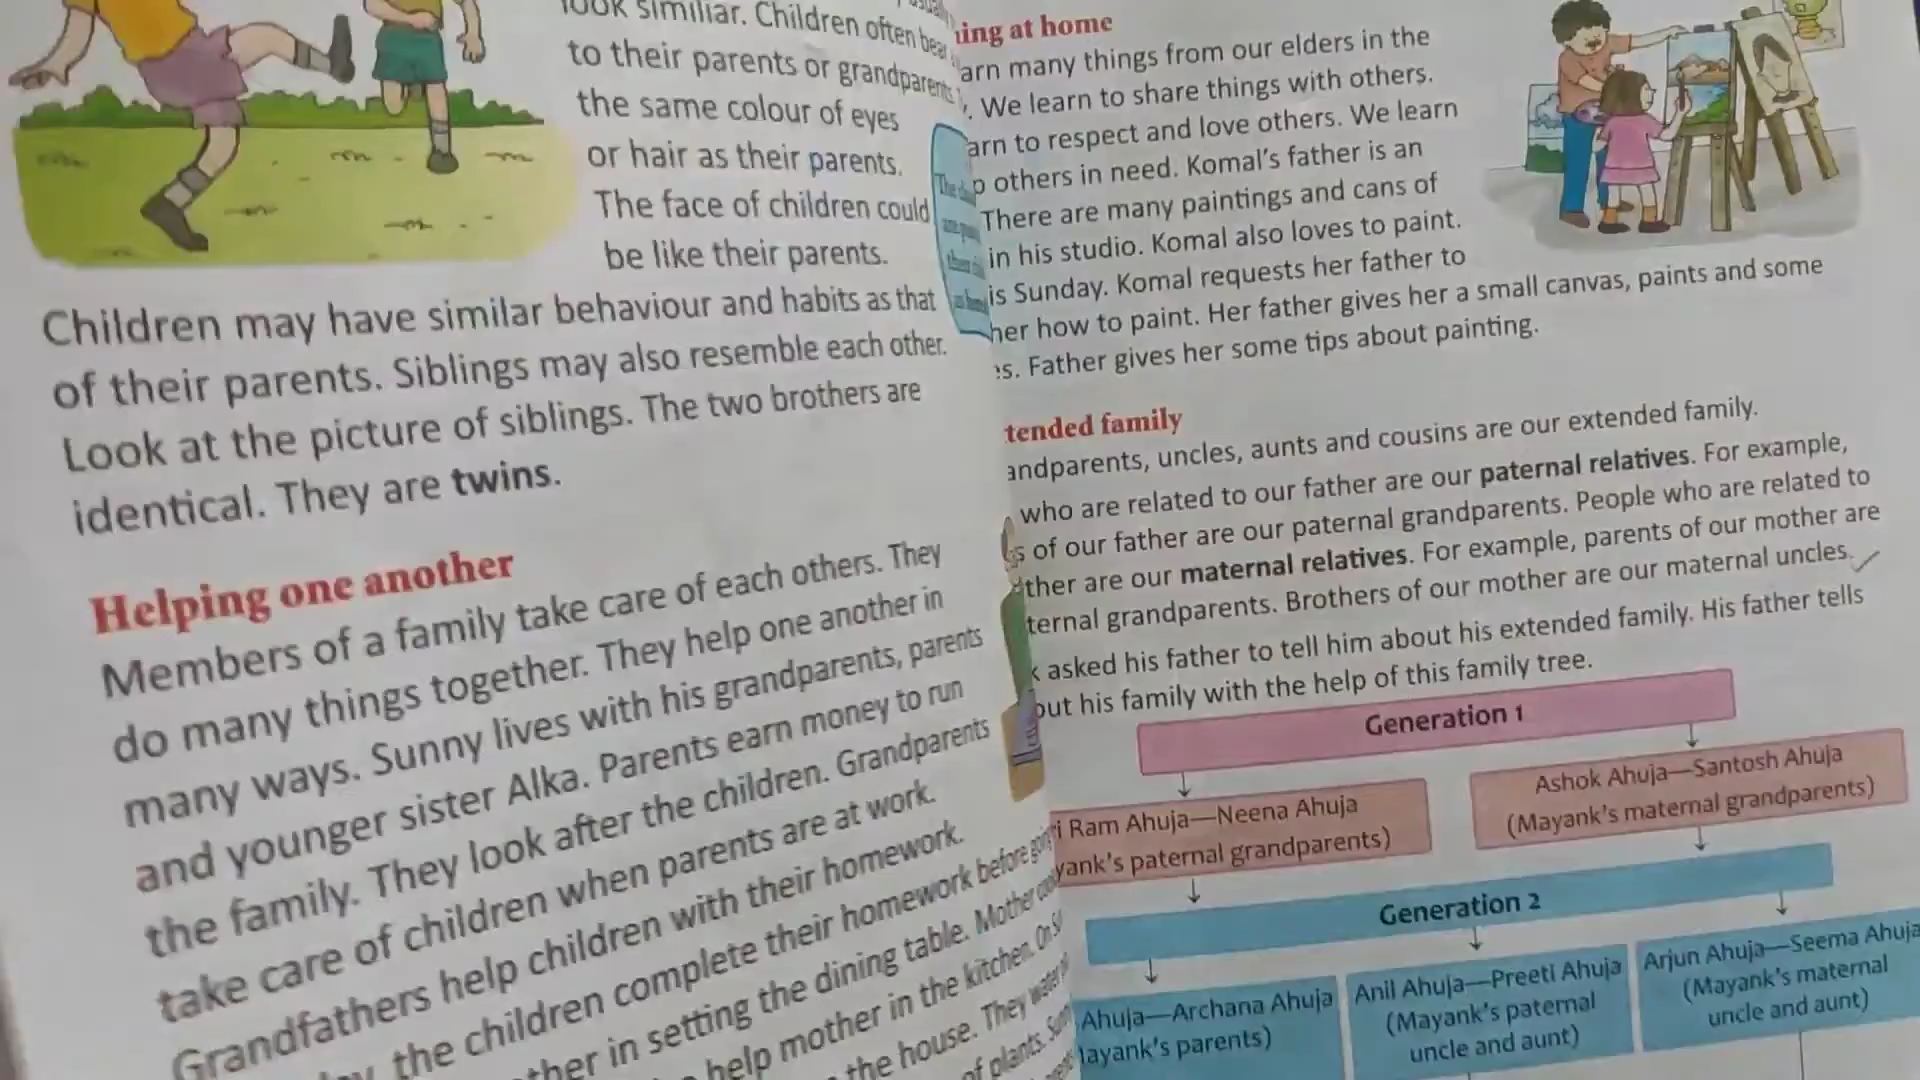 look similiar. Children often bear
to their parents or grandparents
the same colour of eyes
or hair as their parents.
The face of children could
be like their parents.
Children may have similar behaviour and habits as that
of their parents. Siblings may also resemble each other.
Look at the picture of siblings. The two brothers are
identical. They are twins.
Helping one another
Members of a family take care of each others. They
do many things together. They help one another in
many ways. Sunny lives with his grandparents, parents
and younger sister Alka. Parents earn money to run
the family. They look after the children. Grandparents
take care of children when parents are at work.
Grandfathers help children with their homework.
the children complete their homework before going
in setting the dining table. Mother
help mother in the kitchen. On
the house. They water
of plants.
ing at home
arn many things from our elders in the
We learn to share things with others.
arn to respect and love others. We learn
p others in need. Komal's father is an
There are many paintings and cans of
in his studio. Komal also loves to paint.
is Sunday. Komal requests her father to
her how to paint. Her father gives her a small canvas, paints and some
es. Father gives her some tips about painting.
tended family
andparents, uncles, aunts and cousins are our extended family.
who are related to our father are our paternal relatives. For example,
s of our father are our paternal grandparents. People who are related to
ther are our maternal relatives. For example, parents of our mother are
ternal grandparents. Brothers of our mother are our maternal uncles.
k asked his father to tell him about his extended family. His father tells
out his family with the help of this family tree.
Generation 1
i Ram Ahuja—Neena Ahuja
yank's paternal grandparents)
Ashok Ahuja—Santosh Ahuja
(Mayank's maternal grandparents)
Generation 2
Ahuja—Archana Ahuja
ayank's parents)
Anil Ahuja—Preeti Ahuja
(Mayank's paternal
uncle and aunt)
Arjun Ahuja—Seema Ahuja
(Mayank's maternal
uncle and aunt)